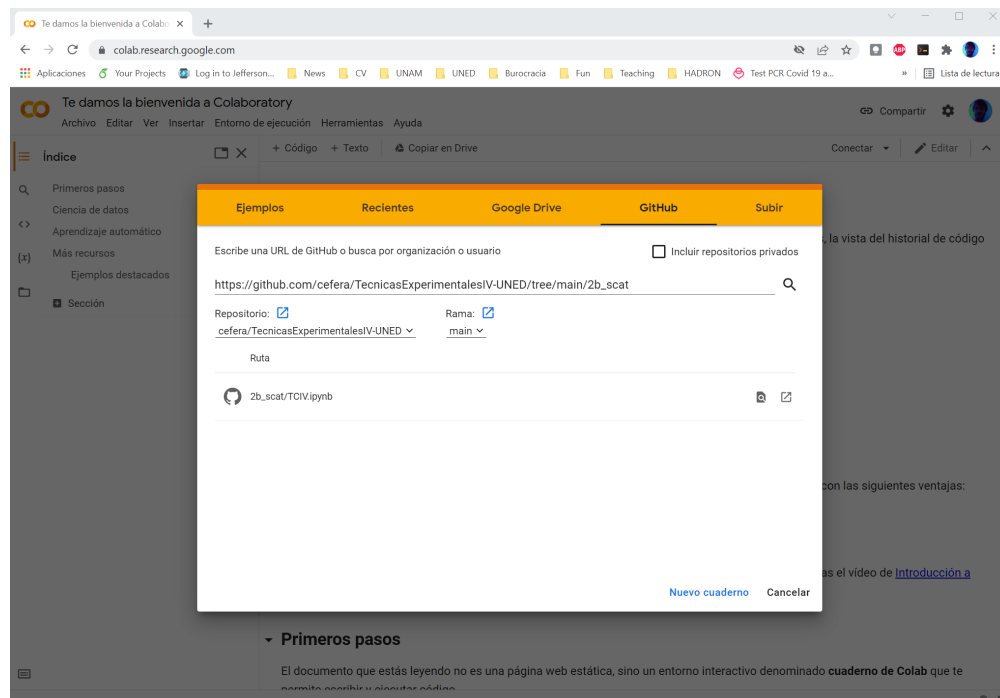 Te damos la bienvenida a Colabo
colab.research.google.com
ABP
Aplicaciones Your Projects Log in to Jefferson... News CV UNAM UNED Burocracia Fun Teaching HADRON Test PCR Covid 19 a... » Lista de lectura
CO Te damos la bienvenida a Colaboratory
Archivo Editar Ver Insertar Entorno de ejecución Herramientas Ayuda
Compartir
Índice
+ Código + Texto Copiar en Drive
Conectar Editar
Primeros pasos
Ciencia de datos
Aprendizaje automático
Más recursos
Ejemplos destacados
Sección
{x}
Ejemplos Recientes Google Drive GitHub Subir
Escribe una URL de GitHub o busca por organización o usuario
Incluir repositorios privados
https://github.com/cefera/TecnicasExperimentalesIV-UNED/tree/main/2b_scat
Repositorio: Rama:
cefera/TecnicasExperimentalesIV-UNED main
Ruta
2b_scat/TCIV.ipynb
Nuevo cuaderno Cancelar
, la vista del historial de código
con las siguientes ventajas:
as el vídeo de Introducción a
Primeros pasos
El documento que estás leyendo no es una página web estática, sino un entorno interactivo denominado cuaderno de Colab que te
permite escribir y ejecutar código